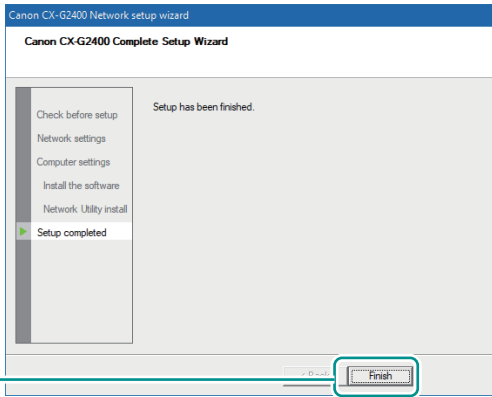 Canon CX-G2400 Network setup wizard
Canon CX-G2400 Complete Setup Wizard
Check before setup
Setup has been finished.
Network settings
Computer settings
Install the software
Network Utility install
Setup completed
Finish